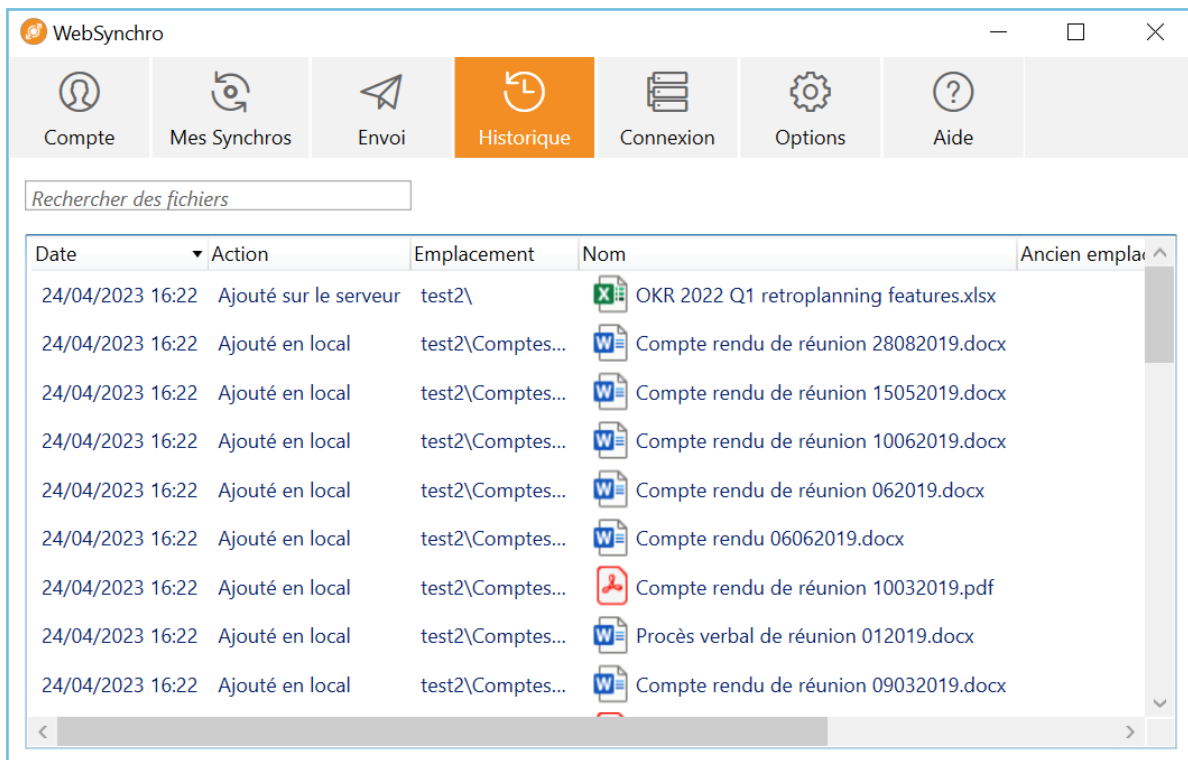 WebSynchro
Compte Mes Synchros Envoi Historique Connexion Options Aide
Rechercher des fichiers
Date Action Emplacement Nom Ancien emplac
24/04/2023 16:22 Ajouté sur le serveur test2\ OKR 2022 Q1 retroplanning features.xlsx
24/04/2023 16:22 Ajouté en local test2\Comptes... Compte rendu de réunion 28082019.docx
24/04/2023 16:22 Ajouté en local test2\Comptes... Compte rendu de réunion 15052019.docx
24/04/2023 16:22 Ajouté en local test2\Comptes... Compte rendu de réunion 10062019.docx
24/04/2023 16:22 Ajouté en local test2\Comptes... Compte rendu de réunion 062019.docx
24/04/2023 16:22 Ajouté en local test2\Comptes... Compte rendu 06062019.docx
24/04/2023 16:22 Ajouté en local test2\Comptes... Compte rendu de réunion 10032019.pdf
24/04/2023 16:22 Ajouté en local test2\Comptes... Procès verbal de réunion 012019.docx
24/04/2023 16:22 Ajouté en local test2\Comptes... Compte rendu de réunion 09032019.docx